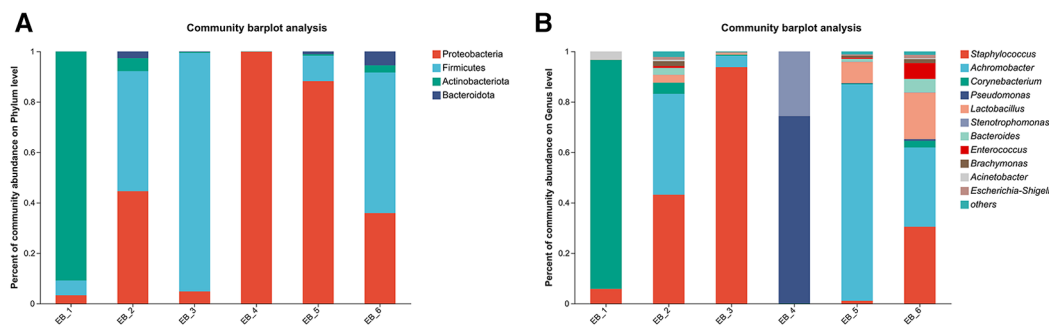 A
Community barplot analysis
Percent of community abundance on Phylum level
1
0.8
0.6
0.4
0.2
0
EB_1
EB_2
EB_3
EB_4
EB_5
EB_6
Proteobacteria
Firmicutes
Actinobacteriota
Bacteroidota
B
Community barplot analysis
Percent of community abundance on Genus level
1
0.8
0.6
0.4
0.2
0
EB_1
EB_2
EB_3
EB_4
EB_5
EB_6
Staphylococcus
Achromobacter
Corynebacterium
Pseudomonas
Lactobacillus
Stenotrophomonas
Bacteroides
Enterococcus
Brachymonas
Acinetobacter
Escherichia-Shigell
others